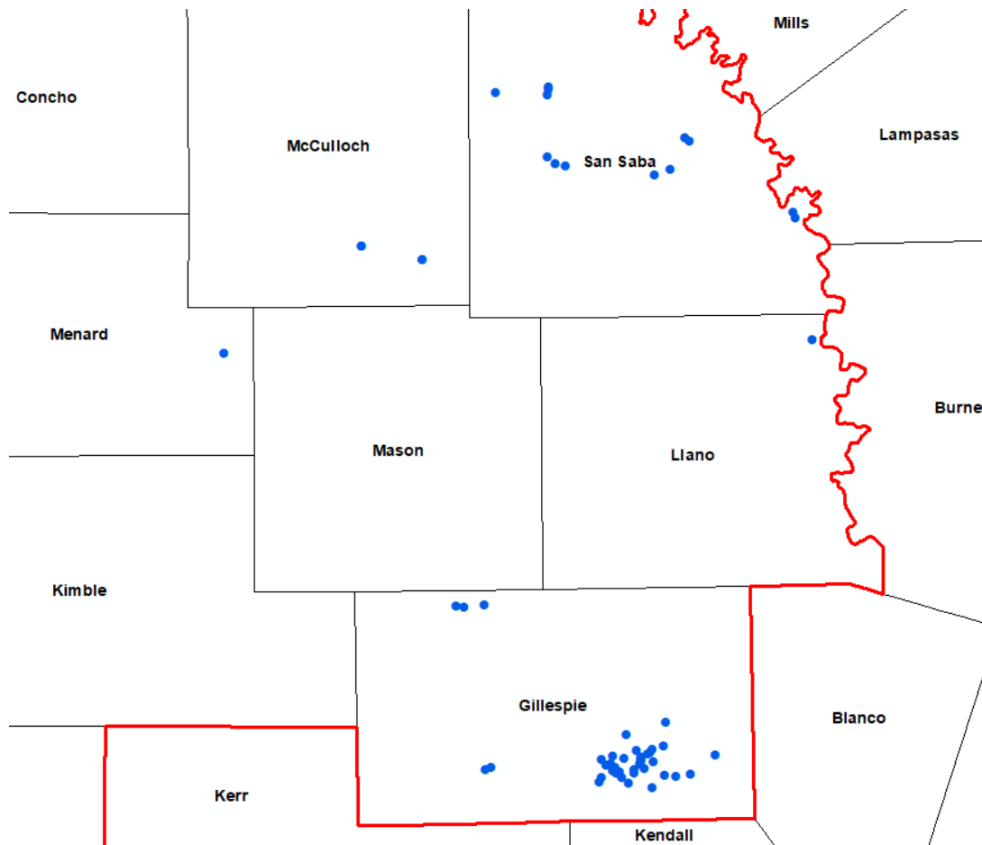 Mills
Concho
Lampasas
McCulloch
San Saba
Menard
Burne
Mason
Llano
Kimble
Gillespie
Blanco
Kerr
Kendall